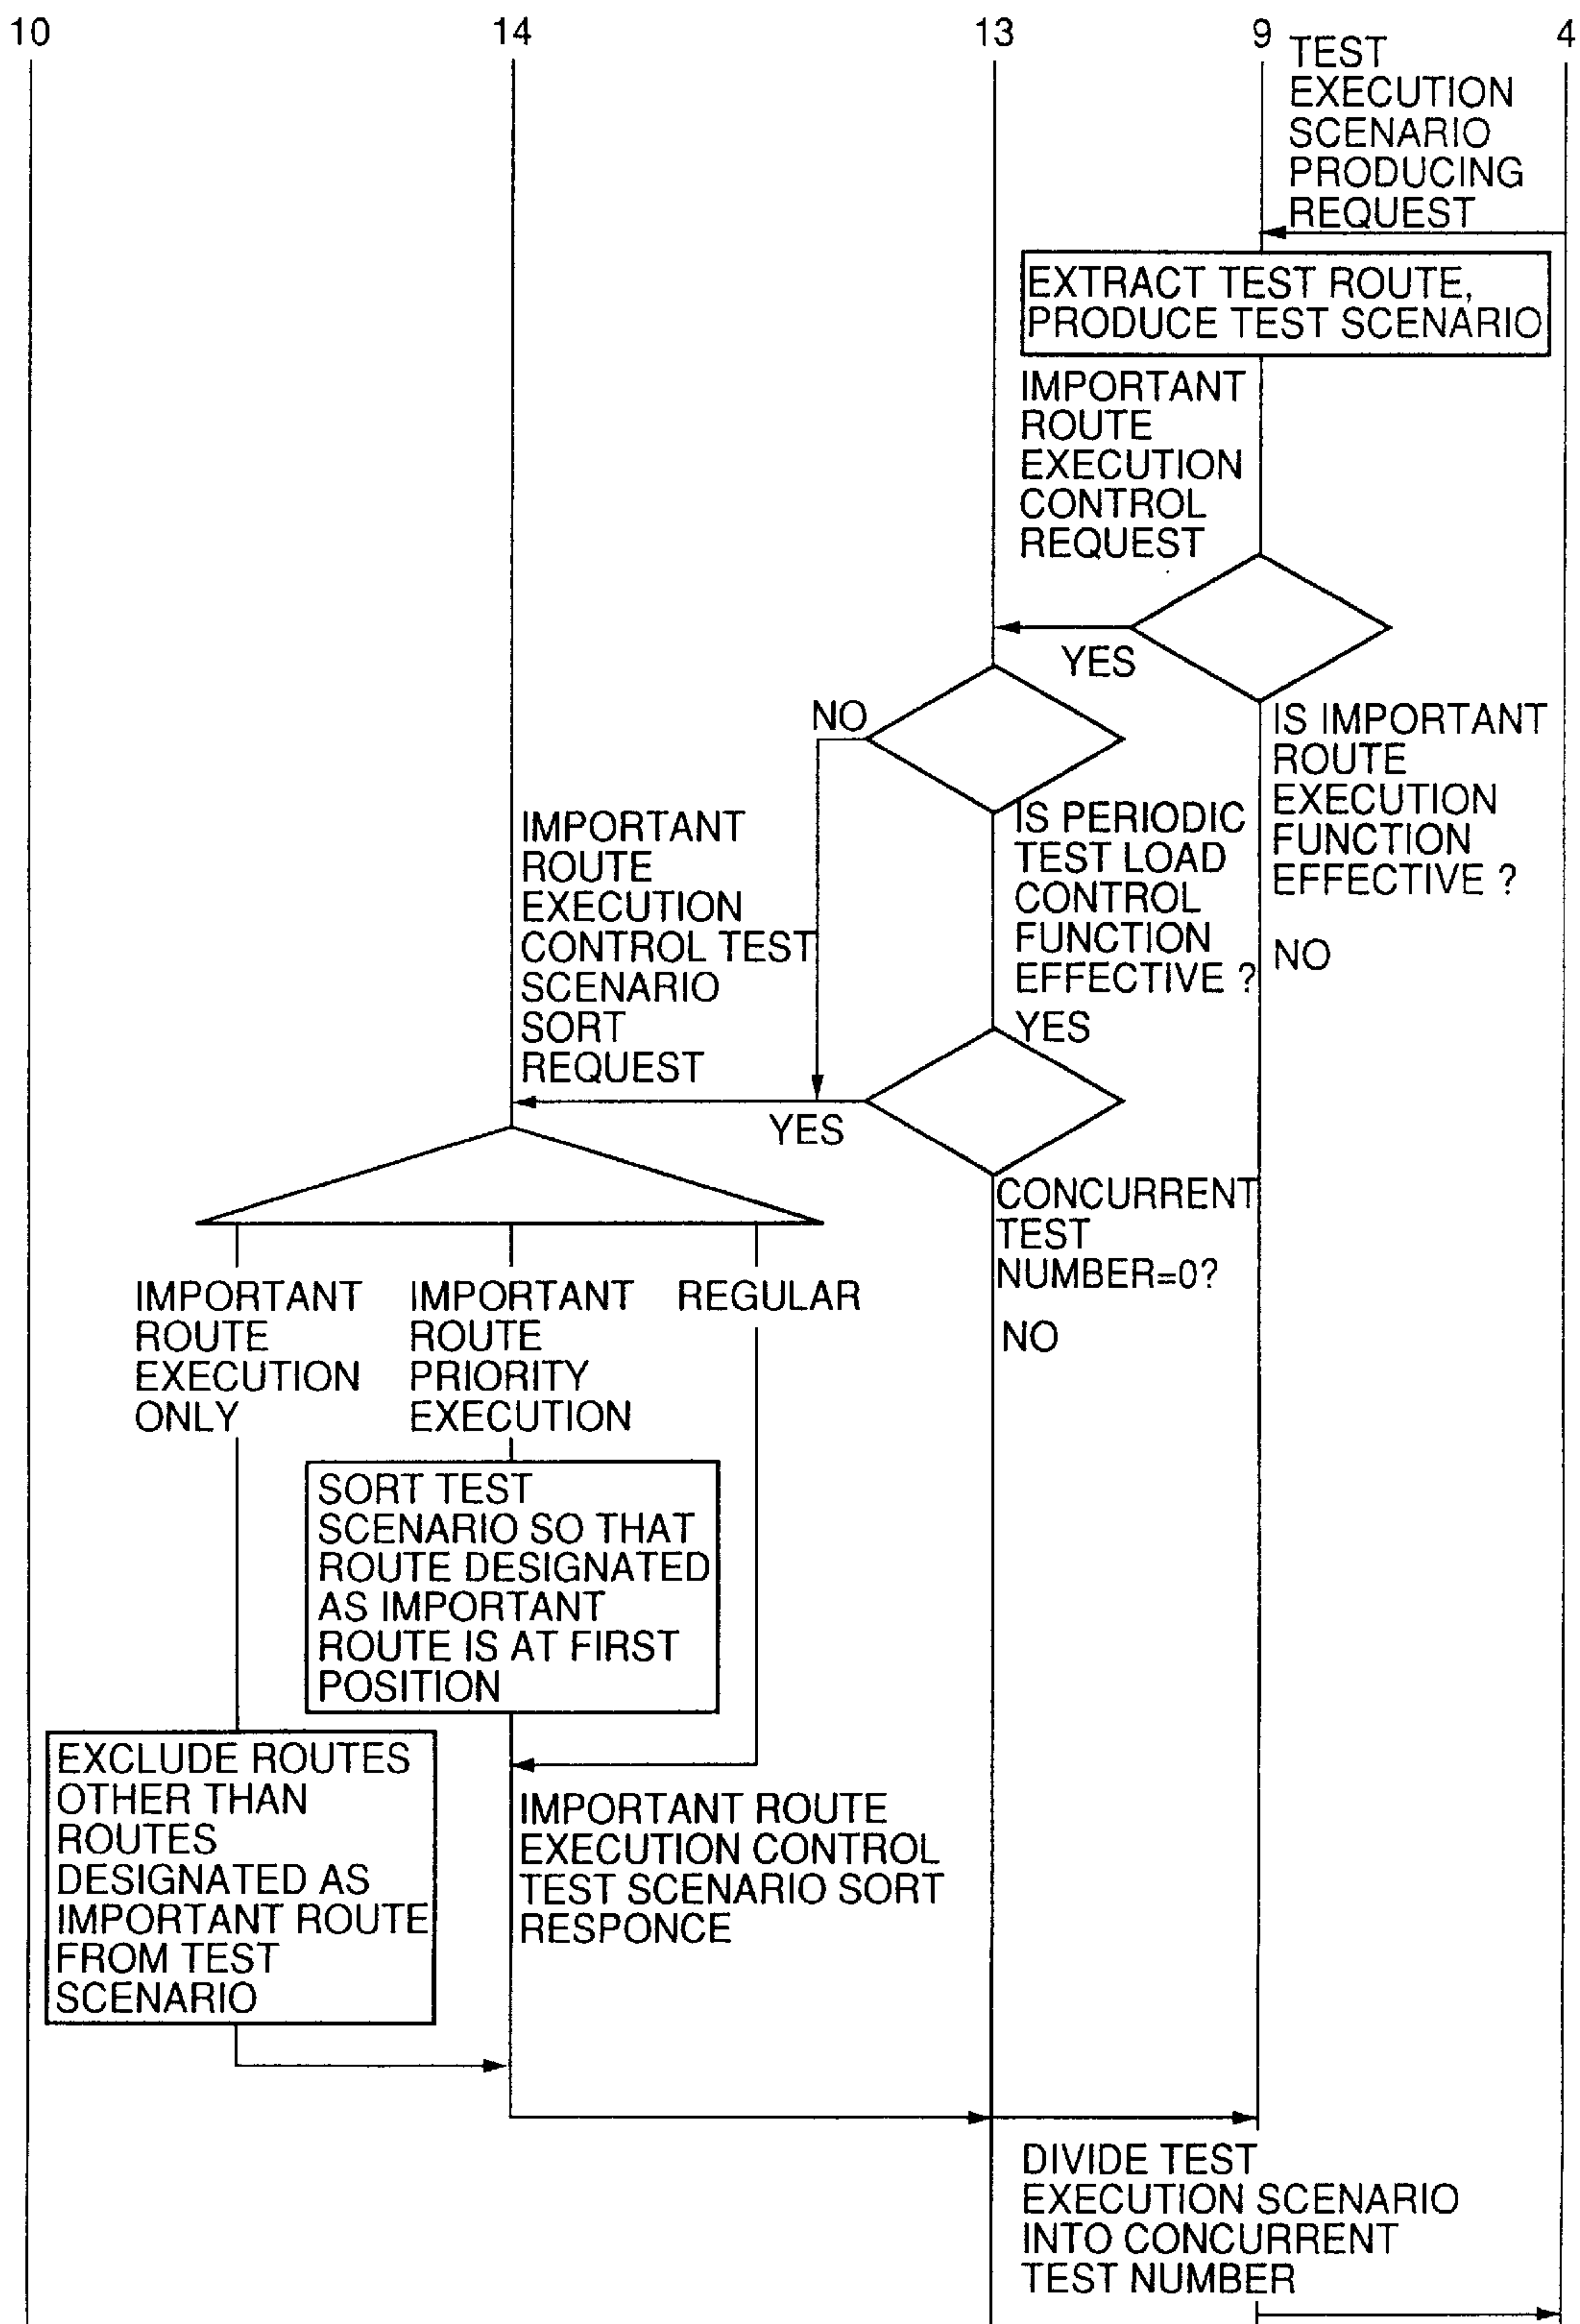 10 14 13 9 4
TEST
EXECUTION
SCENARIO
PRODUCING
REQUEST
EXTRACT TEST ROUTE,
PRODUCE TEST SCENARIO
IMPORTANT
ROUTE
EXECUTION
CONTROL
REQUEST
YES
IS IMPORTANT
ROUTE
EXECUTION
FUNCTION
EFFECTIVE ?
NO
NO
IS PERIODIC
TEST LOAD
CONTROL
FUNCTION
EFFECTIVE ?
YES
IMPORTANT
ROUTE
EXECUTION
CONTROL TEST
SCENARIO
SORT
REQUEST
YES
CONCURRENT
TEST
NUMBER=0?
NO
IMPORTANT
ROUTE
EXECUTION
ONLY
IMPORTANT
ROUTE
PRIORITY
EXECUTION
REGULAR
SORT TEST
SCENARIO SO THAT
ROUTE DESIGNATED
AS IMPORTANT
ROUTE IS AT FIRST
POSITION
EXCLUDE ROUTES
OTHER THAN
ROUTES
DESIGNATED AS
IMPORTANT ROUTE
FROM TEST
SCENARIO
IMPORTANT ROUTE
EXECUTION CONTROL
TEST SCENARIO SORT
RESPONCE
DIVIDE TEST
EXECUTION SCENARIO
INTO CONCURRENT
TEST NUMBER